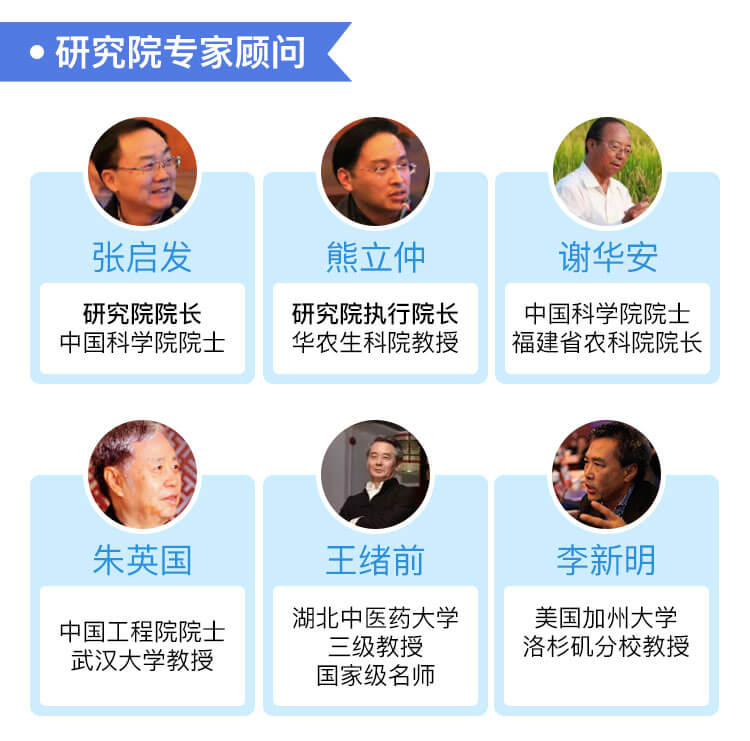 研究院专家顾问
张启发
研究院院长
中国科学院院士
熊立仲
研究院执行院长
华农生科院教授
谢华安
中国科学院院士
福建省农科院院长
朱英国
中国工程院院士
武汉大学教授
王绪前
湖北中医药大学
三级教授
国家级名师
李新明
美国加州大学
洛杉矶分校教授